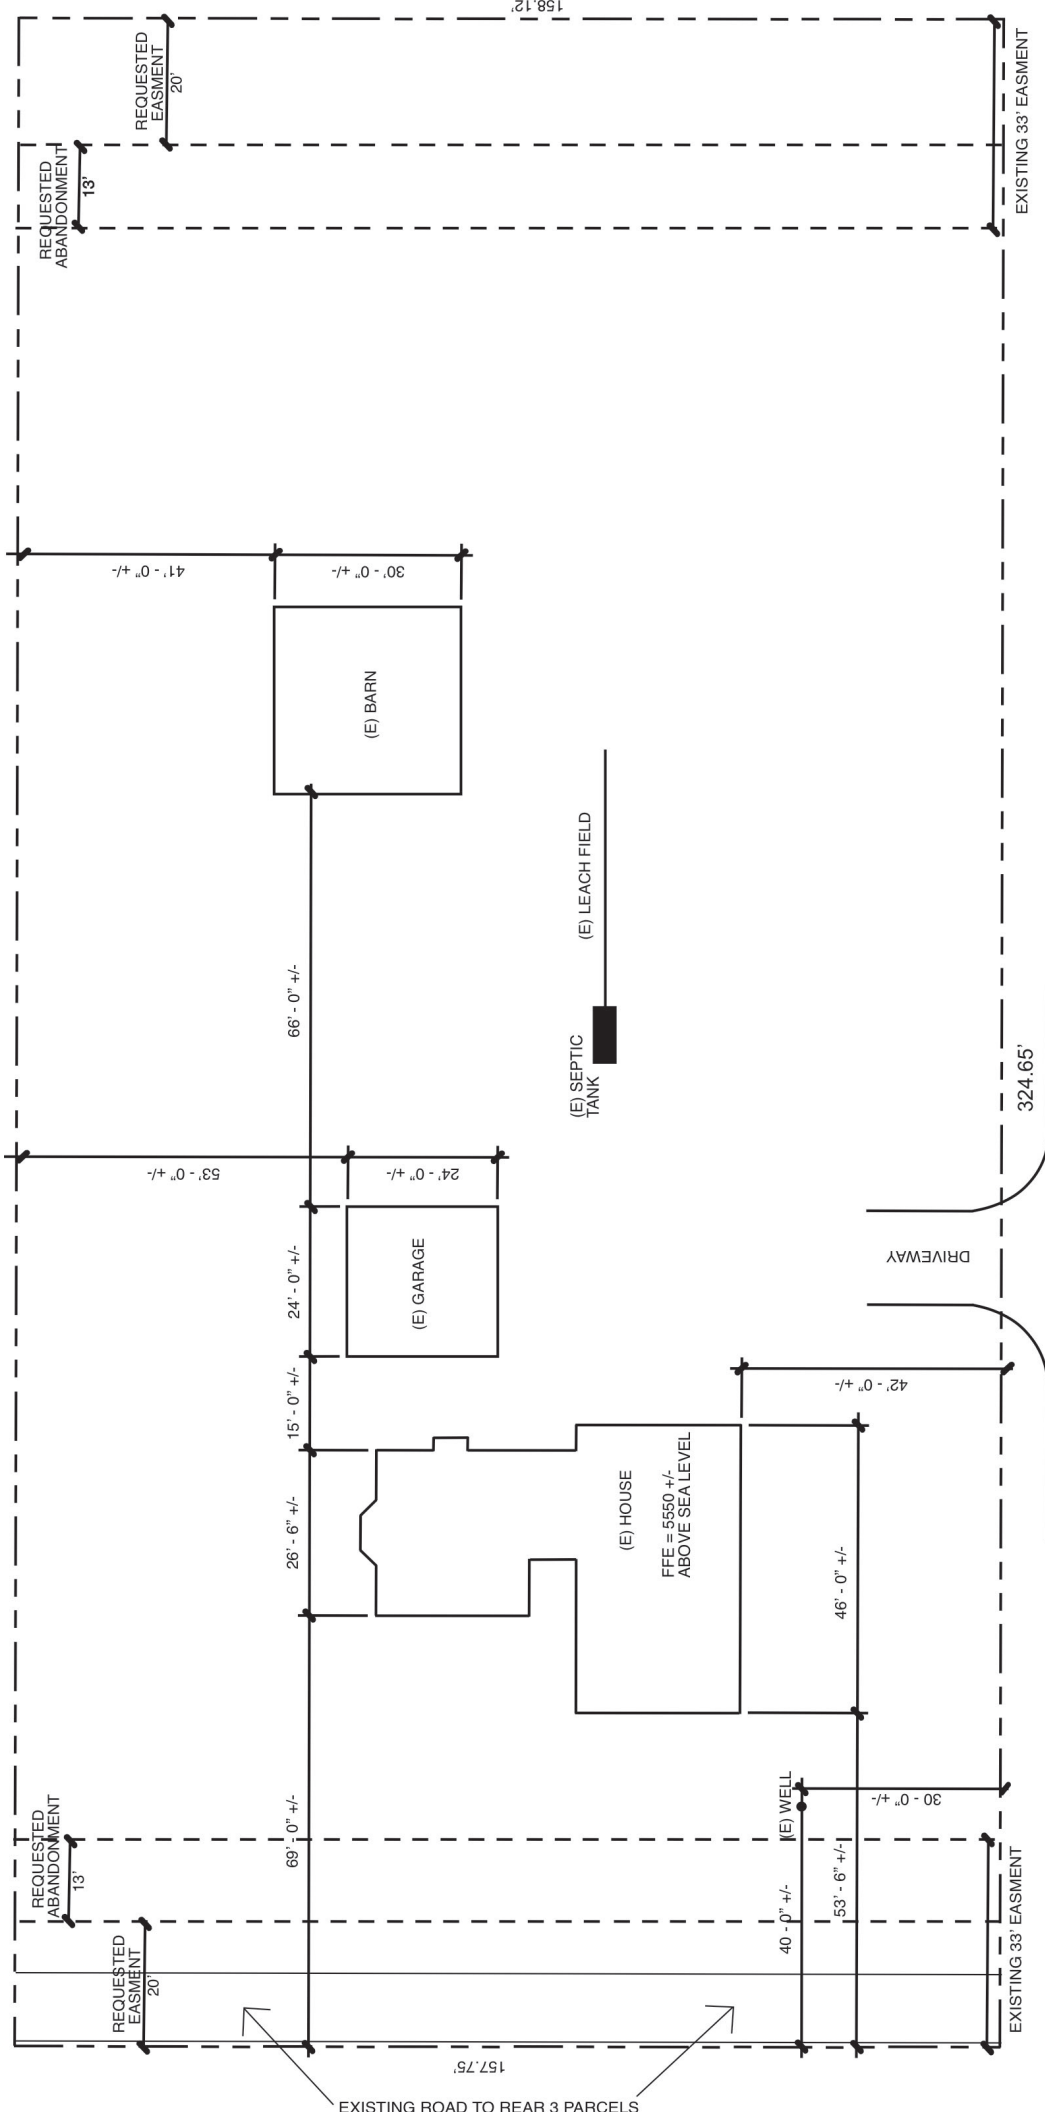 158.12'
REQUESTED
EASMENT
20'
REQUESTED
ABANDONMENT
13'
EXISTING 33' EASMENT
41' - 0" +/-
30' - 0" +/-
(E) BARN
66' - 0" +/-
(E) LEACH FIELD
(E) SEPTIC
TANK
324.65'
53' - 0" +/-
24' - 0" +/-
24' - 0" +/-
(E) GARAGE
DRIVEWAY
15' - 0" +/-
42' - 0" +/-
26' - 6" +/-
(E) HOUSE
FFE = 5550 +/-
ABOVE SEA LEVEL
46' - 0" +/-
69' - 0" +/-
(E) WELL
30 - 0" +/-
40 - 0" +/-
53' - 6" +/-
REQUESTED
ABANDONMENT
13'
REQUESTED
EASMENT
20'
EXISTING 33' EASMENT
157.75'
EXISTING ROAD TO REAR 3 PARCELS